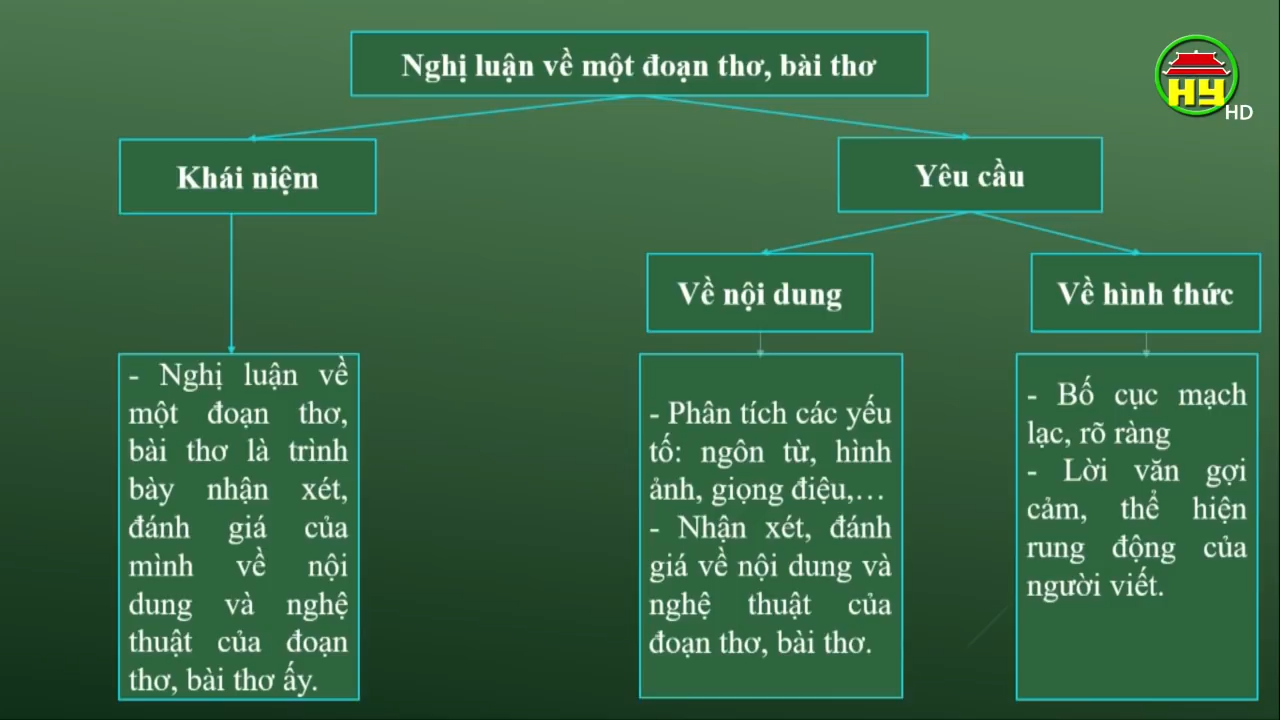 Nghị luận về một đoạn thơ, bài thơ
HY
HD
Khái niệm
Yêu cầu
Về nội dung
Về hình thức
- Nghị luận về
một đoạn thơ,
bài thơ là trình
bày nhận xét,
đánh giá của
mình về nội
dung và nghệ
thuật của đoạn
thơ, bài thơ ấy.
- Phân tích các yếu
tố: ngôn từ, hình
ảnh, giọng điệu,...
- Nhận xét, đánh
giá về nội dung và
nghệ thuật của
đoạn thơ, bài thơ.
- Bố cục mạch
lạc, rõ ràng
- Lời văn gợi
cảm, thể hiện
rung động của
người viết.